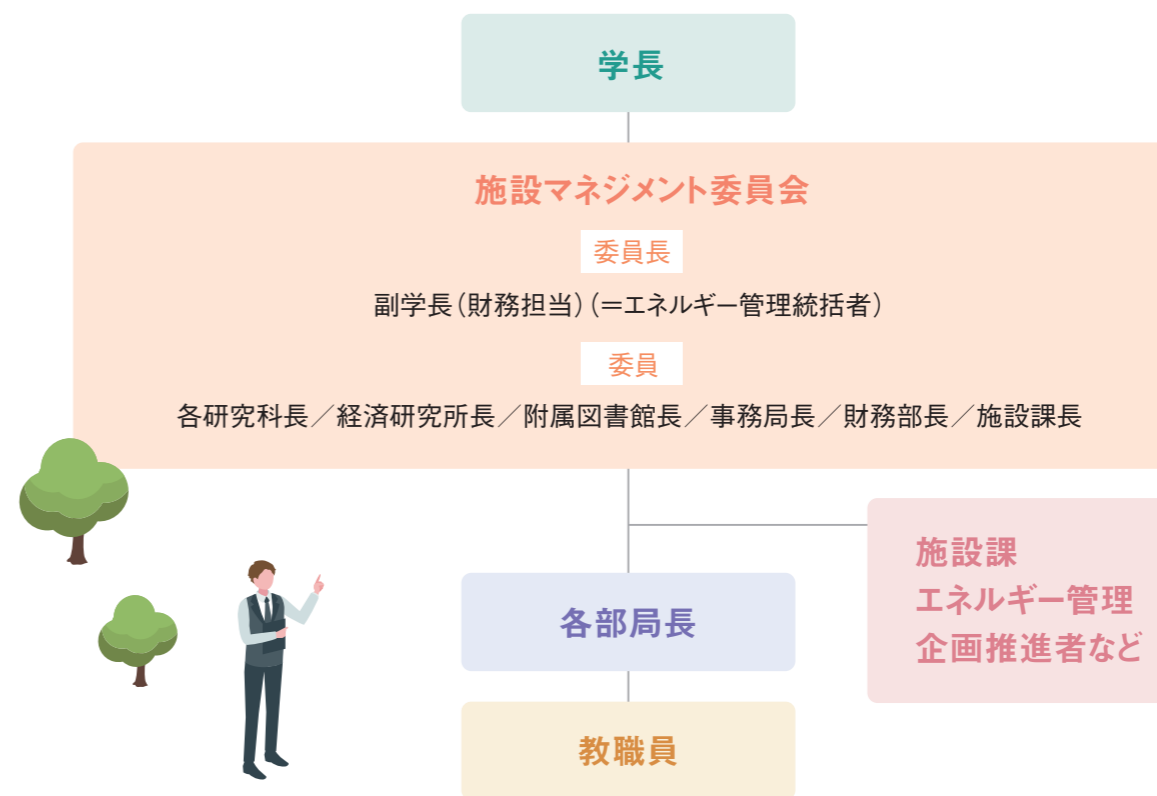 学長
施設マネジメント委員会
委員長
副学長（財務担当）（＝エネルギー管理統括者）
委員
各研究科長／経済研究所長／附属図書館長／事務局長／財務部長／施設課長
施設課
エネルギー管理
企画推進者など
各部局長
教職員